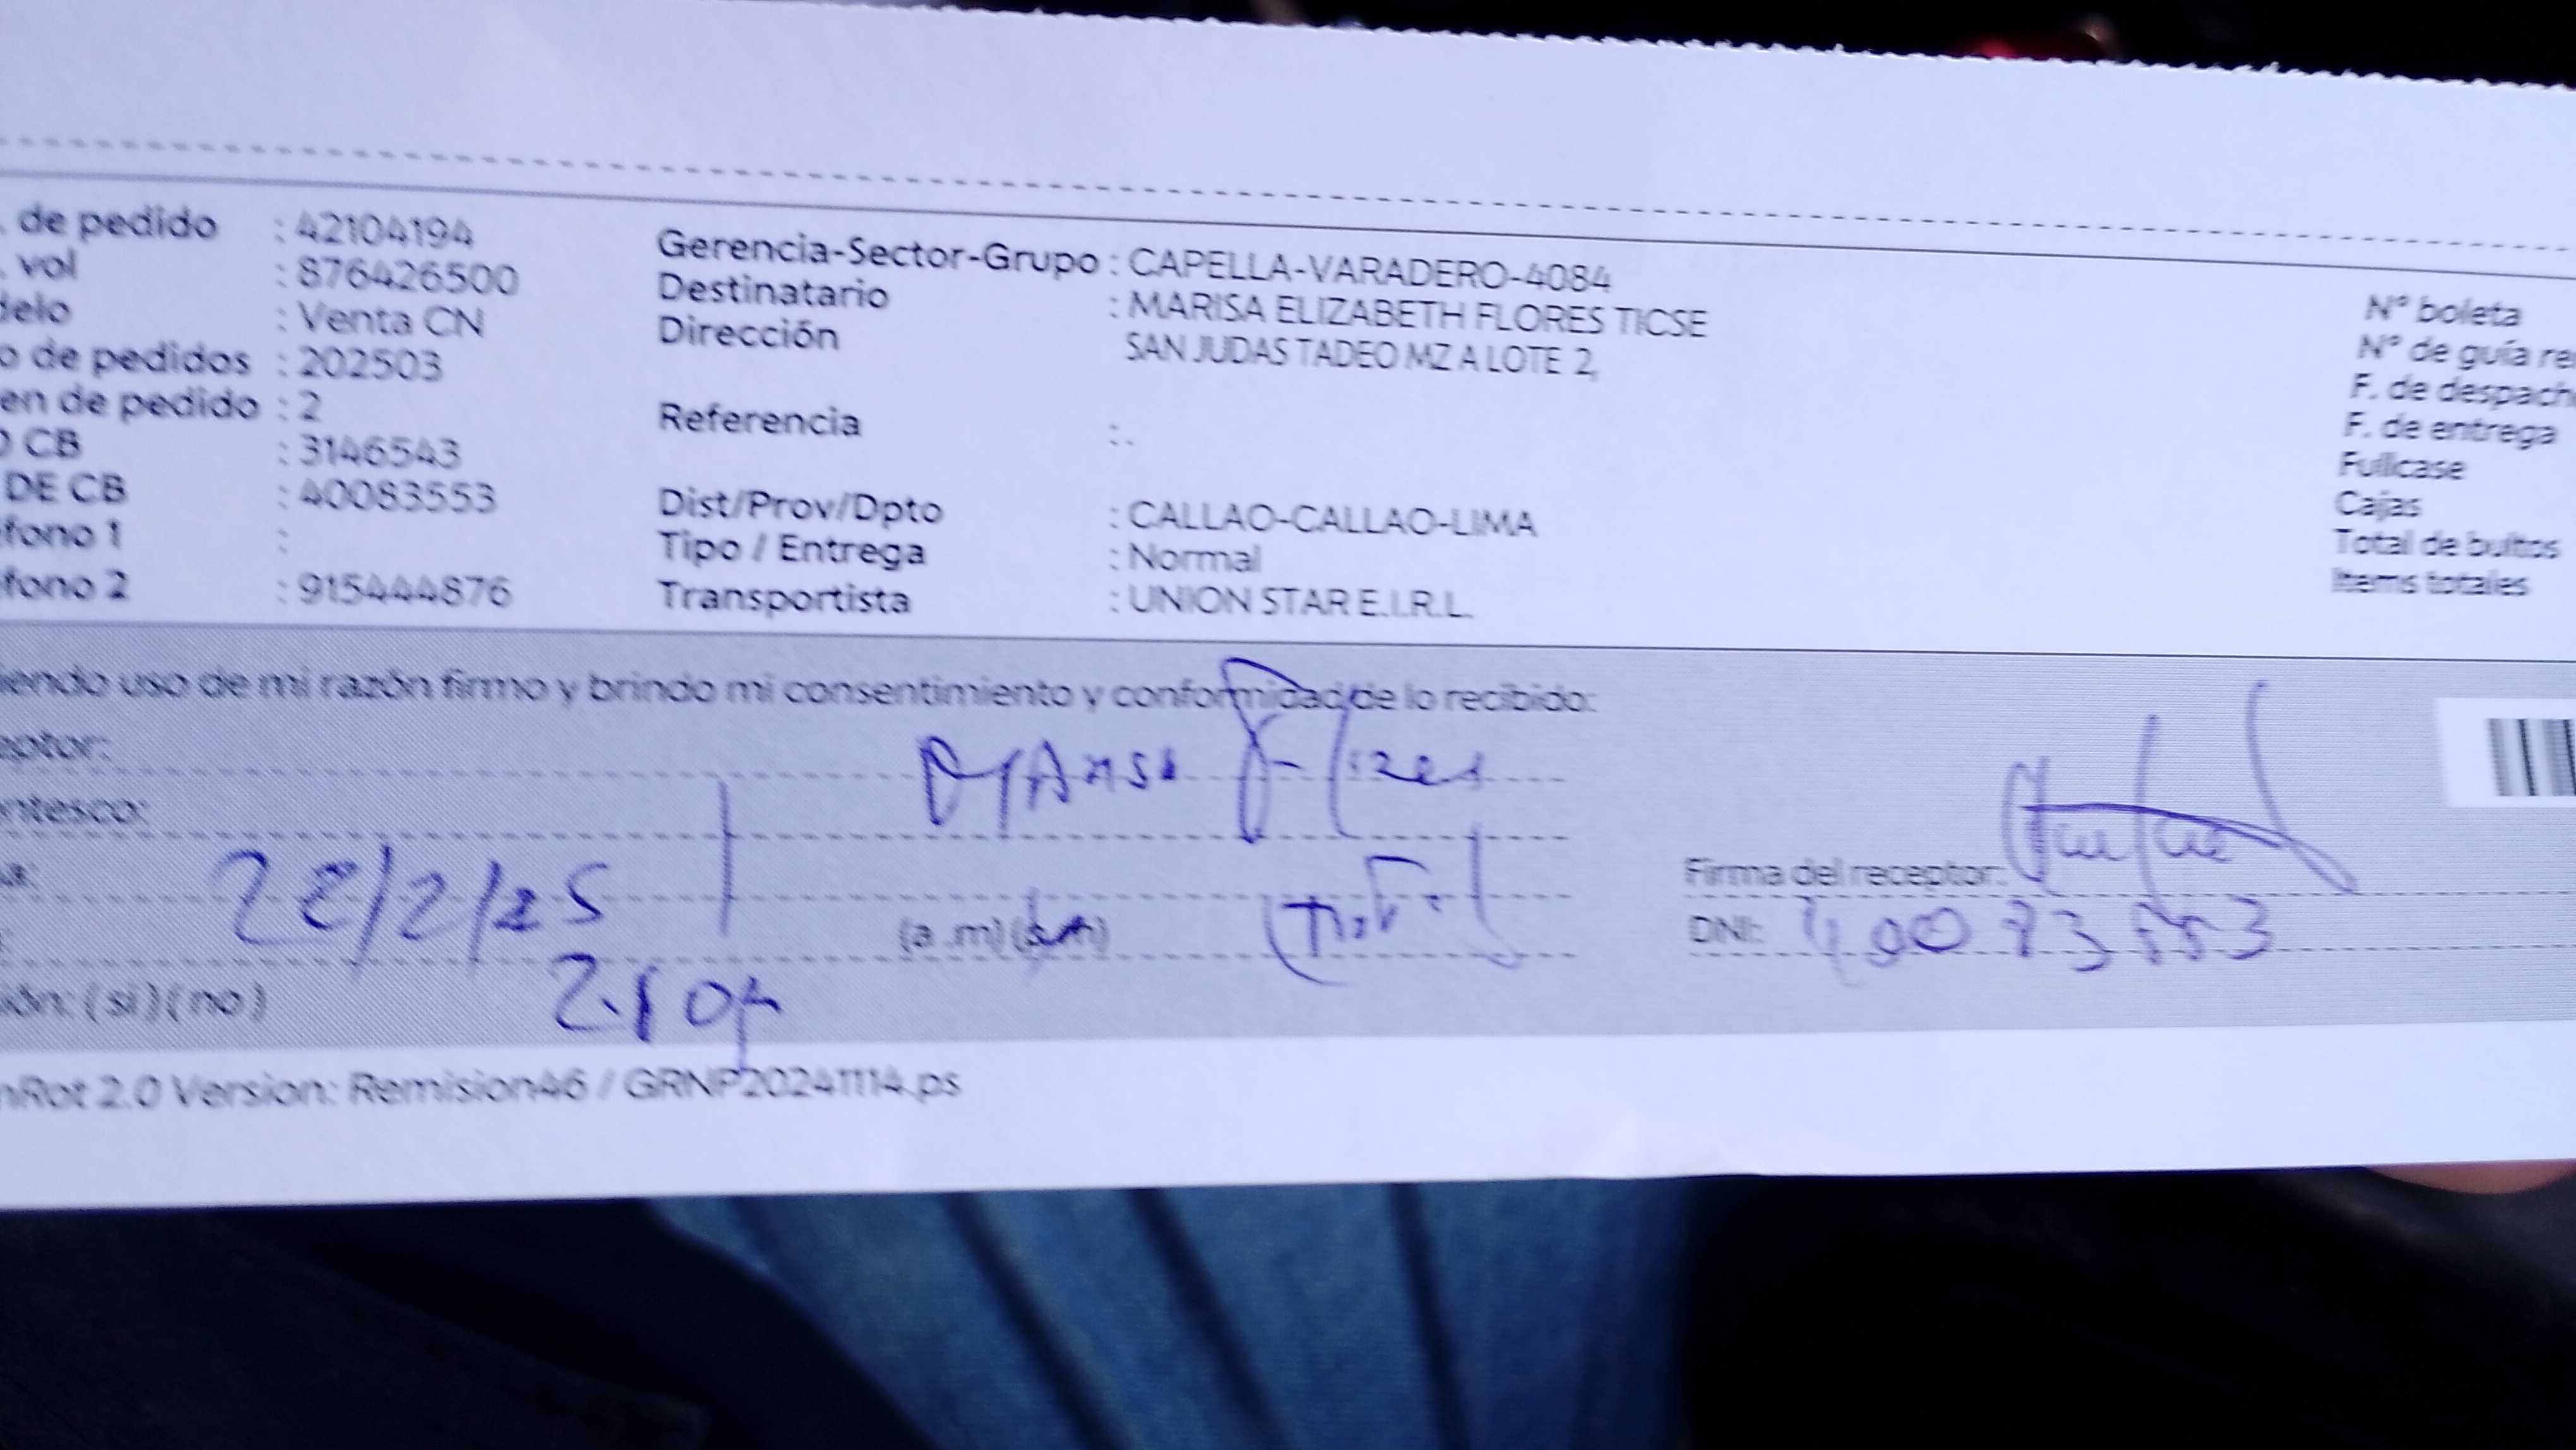 . de pedido : 42104194
. vol : 876426500
delo : Venta CN
o de pedidos : 202503
en de pedido : 2
O CB : 3146543
DE CB : 40083553
éfono 1 :
éfono 2 : 915444876
Gerencia-Sector-Grupo : CAPELLA-VARADERO-4084
Destinatario : MARISA ELIZABETH FLORES TICSE
Dirección SAN JUDAS TADEO MZ A LOTE 2,
Referencia : .
Dist/Prov/Dpto : CALLAO-CALLAO-LIMA
Tipo / Entrega : Normal
Transportista : UNION STAR E.I.R.L.
N° boleta
N° de guía re
F. de despach
F. de entrega
Fullcase
Cajas
Total de bultos
Items totales
iendo uso de mi razón firmo y brindo mi consentimiento y conformidad de lo recibido:
eptor: Flores
ntesco:
a: 22/2/25
: 2.10p (a .m) (p.m)
ión: (si) (no)
Firma del receptor:
DNI: 40083553
nRot 2.0 Version: Remision46 / GRNP20241114.ps